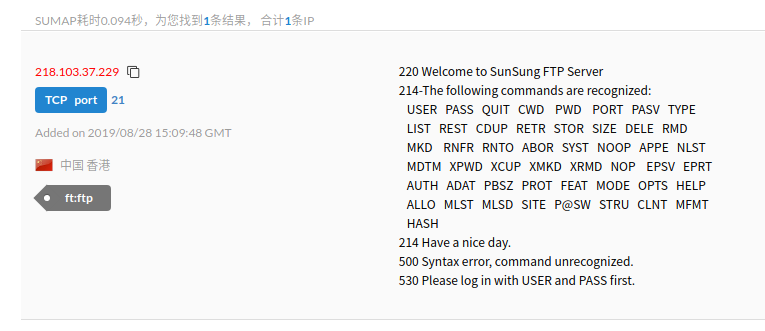 SUMAP耗时0.094秒，为您找到1条结果， 合计1条IP
218.103.37.229
TCP port 21
Added on 2019/08/28 15:09:48 GMT
中国 香港
ft:ftp
220 Welcome to SunSung FTP Server
214-The following commands are recognized:
USER PASS QUIT CWD PWD PORT PASV TYPE
LIST REST CDUP RETR STOR SIZE DELE RMD
MKD RNFR RNTO ABOR SYST NOOP APPE NLST
MDTM XPWD XCUP XMKD XRMD NOP EPSV EPRT
AUTH ADAT PBSZ PROT FEAT MODE OPTS HELP
ALLO MLST MLSD SITE P@SW STRU CLNT MFMT
HASH
214 Have a nice day.
500 Syntax error, command unrecognized.
530 Please log in with USER and PASS first.